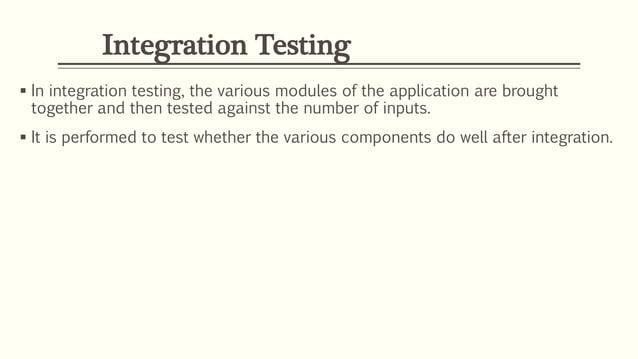 Integration Testing
▪ In integration testing, the various modules of the application are brought
together and then tested against the number of inputs.
▪ It is performed to test whether the various components do well after integration.